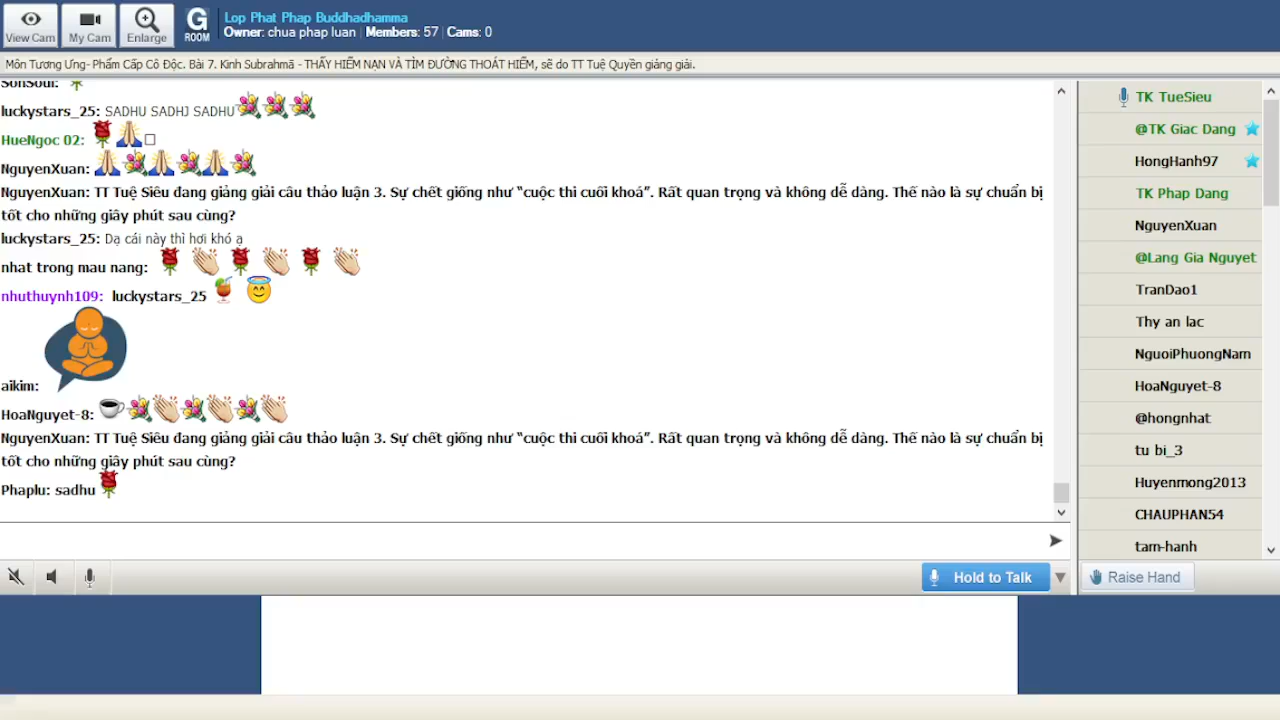 View Cam
My Cam
Enlarge
G
ROOM
Lop Phat Phap Buddhadhamma
Owner: chua phap luan | Members: 57 | Cams: 0
Môn Tương Ưng- Phẩm Cấp Cô Độc. Bài 7. Kinh Subrahmā - THẤY HIỂM NẠN VÀ TÌM ĐƯỜNG THOÁT HIỂM, sẽ do TT Tuệ Quyền giảng giải.
SonSoul:
luckystars_25: SADHU SADHJ SADHU
HueNgoc 02:
NguyenXuan:
NguyenXuan: TT Tuệ Siêu đang giảng giải câu thảo luận 3. Sự chết giống như “cuộc thi cuối khoá”. Rất quan trọng và không dễ dàng. Thế nào là sự chuẩn bị
tốt cho những giây phút sau cùng?
luckystars_25: Dạ cái này thì hơi khó ạ
nhat trong mau nang:
nhuthuynh109: luckystars_25
aikim:
HoaNguyet-8:
NguyenXuan: TT Tuệ Siêu đang giảng giải câu thảo luận 3. Sự chết giống như “cuộc thi cuối khoá”. Rất quan trọng và không dễ dàng. Thế nào là sự chuẩn bị
tốt cho những giây phút sau cùng?
Phaplu: sadhu
TK TueSieu
@TK Giac Dang
HongHanh97
TK Phap Dang
NguyenXuan
@Lang Gia Nguyet
TranDao1
Thy an lac
NguoiPhuongNam
HoaNguyet-8
@hongnhat
tu bi_3
Huyenmong2013
CHAUPHAN54
tam-hanh
Hold to Talk
Raise Hand